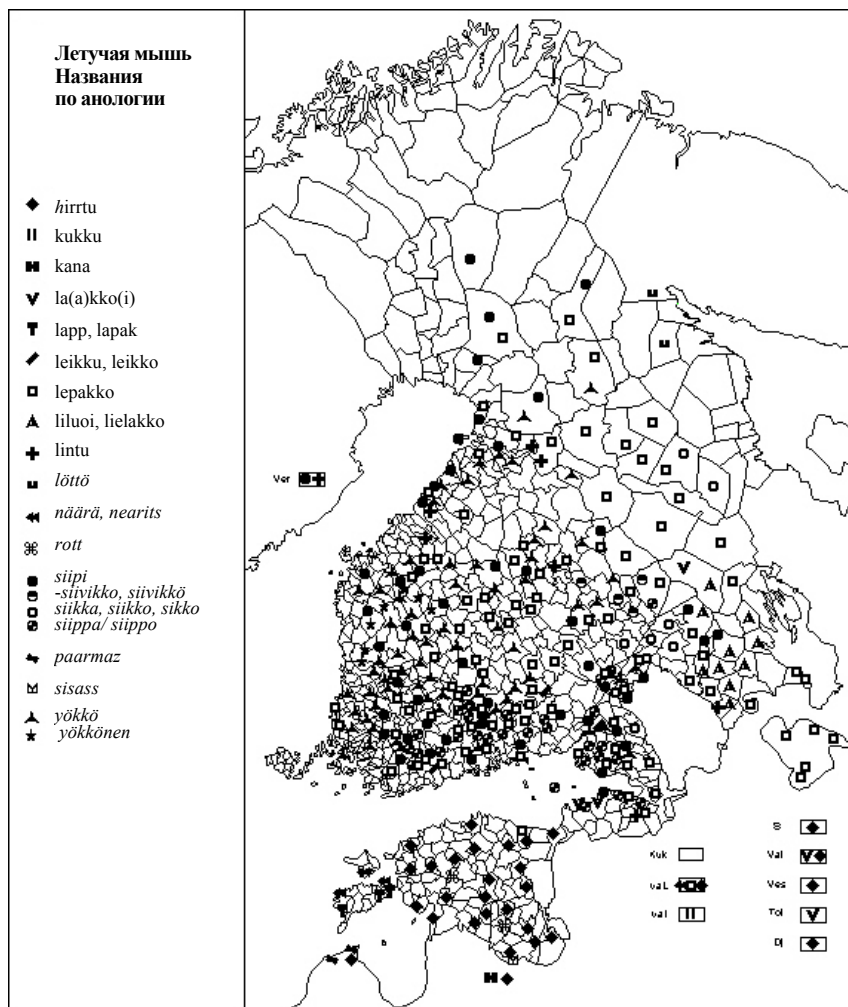 Летучая мышь
Названия
по анологии
hirrtu
kukku
kana
la(a)kko(i)
lapp, lapak
leikku, leikko
lepakko
liluoi, lielakko
lintu
löttö
näärä, nearits
rott
siipi
-siivikko, siivikkö
siikka, siikko, sikko
siippa/ siippo
paarmaz
sisass
yökkö
yökkönen
Ver
Kuk
vaL
val
Val
Ves
Tol
Dj